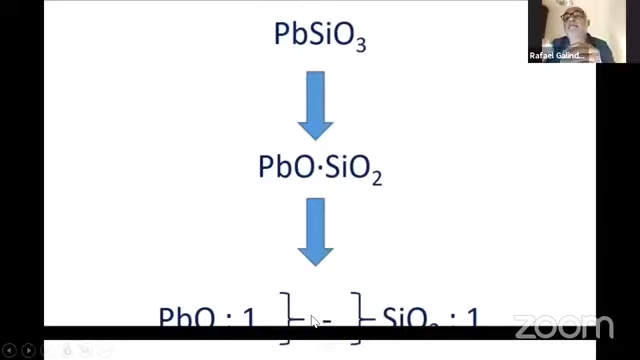 PbSiO₃
Rafael Galind...
PbO·SiO₂
PbO : 1 } - - } SiO₂ : 1
zoom